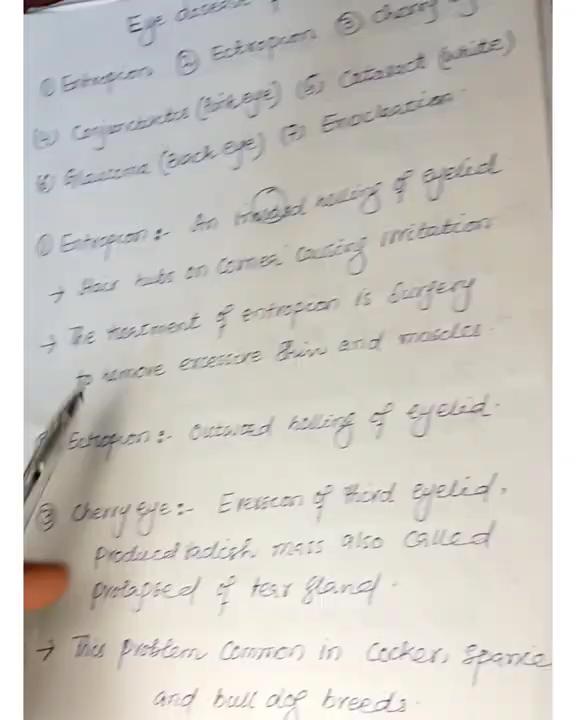 Eye disease
① Entropion ② Ectropion ③ Cherry
(4) Conjunctivitis (Pink eye) (5) Cataract (white)
(6) Glaucoma (Back eye) (7) Enucleation
① Entropion :- An Inward rolling of eyelid
→ Hair rubs on cornea causing irritation
→ The treatment of entropion is Surgery
to remove excessive skin and muscles.
Ectropion :- Outward rolling of eyelid.
③ Cherry eye :- Eversion of third eyelid.
Produced radish mass also called
prolapsed of tear gland.
→ This problem Common in Cocker, Spanie
and bull dog breeds.